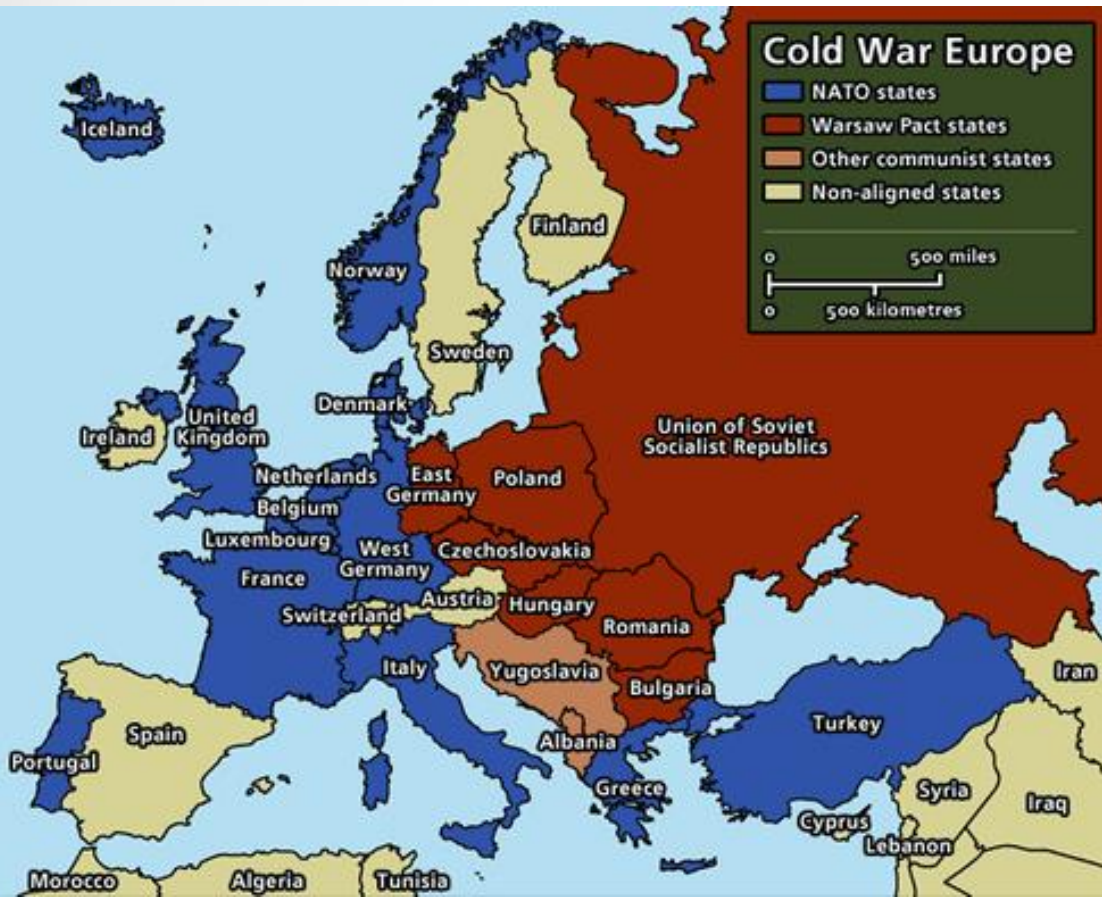 Cold War Europe
NATO states
Warsaw Pact states
Other communist states
Non-aligned states
0 500 miles
0 500 kilometres
Iceland
Finland
Norway
Sweden
Denmark
United
Kingdom
Ireland
Union of Soviet
Socialist Republics
Netherlands
East
Germany
Poland
Belgium
Luxembourg
West
Germany
Czechoslovakia
France
Austria
Switzerland
Hungary
Romania
Italy
Yugoslavia
Bulgaria
Iran
Spain
Portugal
Albania
Turkey
Greece
Syria
Iraq
Cyprus
Lebanon
Morocco
Algeria
Tunisia